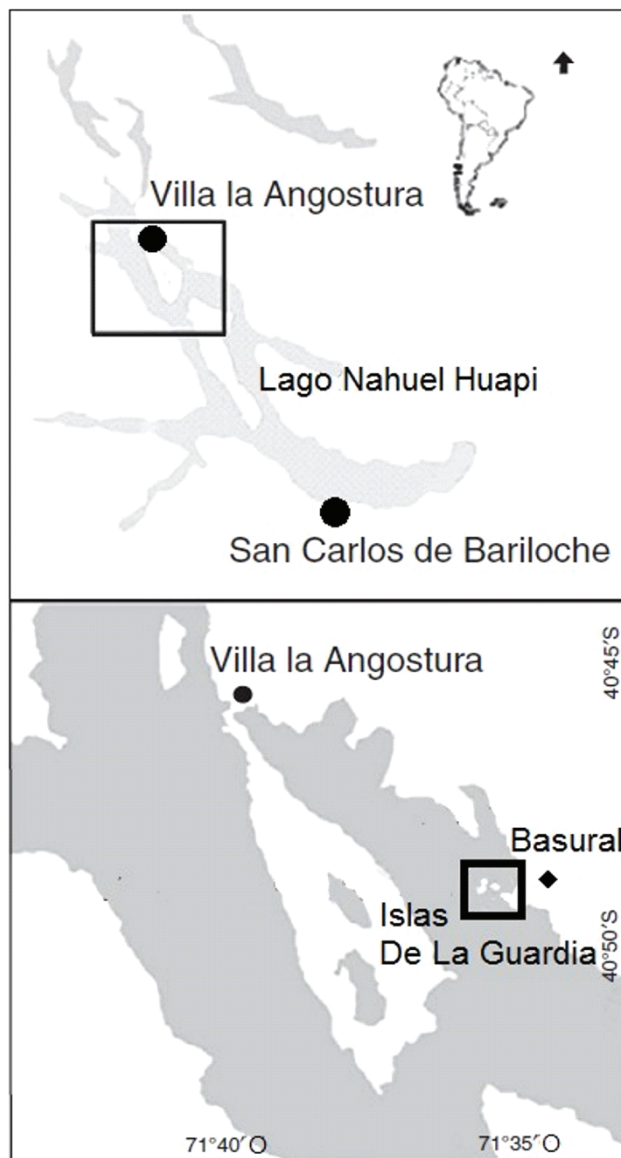 Villa la Angostura
Lago Nahuel Huapi
San Carlos de Bariloche
Villa la Angostura
40°45'S
Basural
Islas
De La Guardia
40°50'S
71°40' O
71°35' O